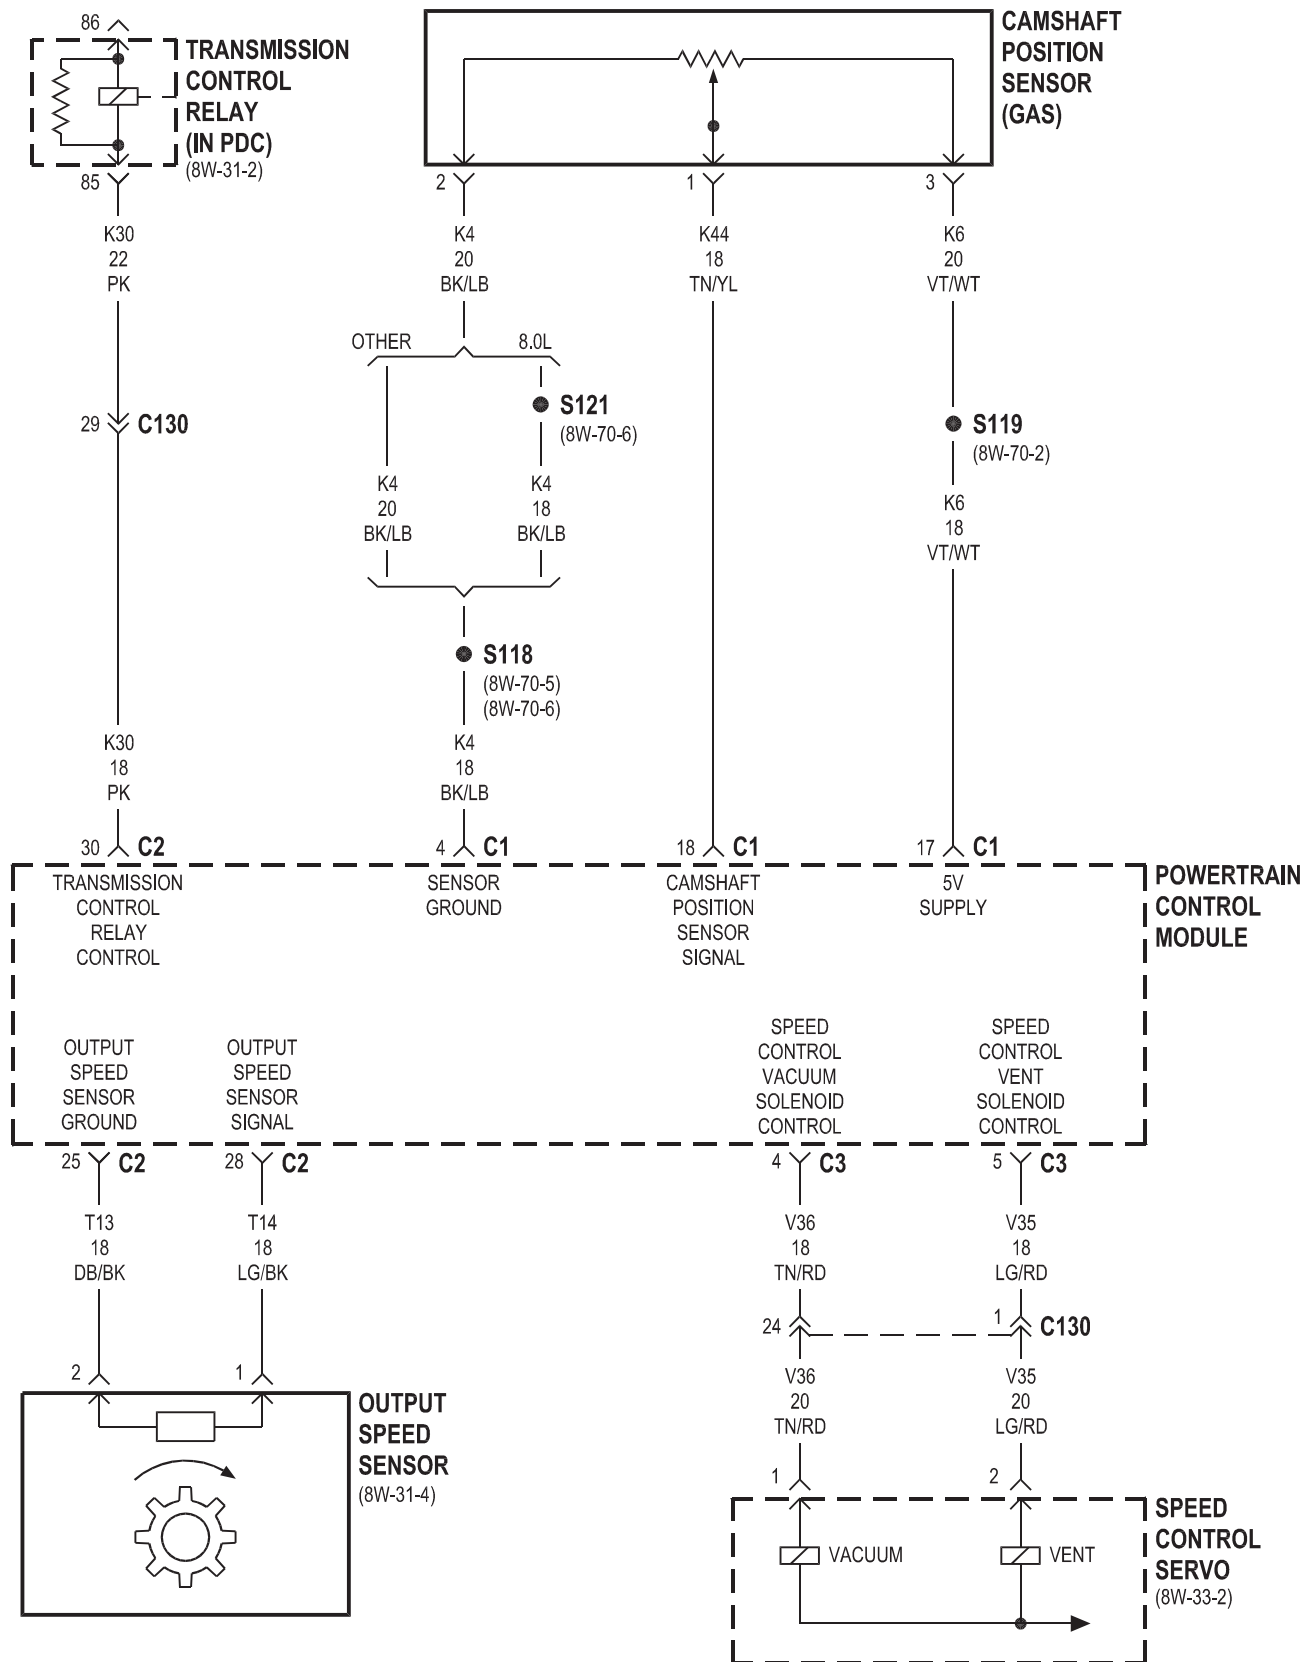 86
TRANSMISSION
CONTROL
RELAY
(IN PDC)
(8W-31-2)
85
K30
22
PK
29
C130
K30
18
PK
30
C2
CAMSHAFT
POSITION
SENSOR
(GAS)
2
1
3
K4
20
BK/LB
K44
18
TN/YL
K6
20
VT/WT
OTHER
8.0L
S121
(8W-70-6)
K4
20
BK/LB
K4
18
BK/LB
S118
(8W-70-5)
(8W-70-6)
K4
18
BK/LB
4
C1
18
C1
S119
(8W-70-2)
K6
18
VT/WT
17
C1
POWERTRAIN
CONTROL
MODULE
TRANSMISSION
CONTROL
RELAY
CONTROL
SENSOR
GROUND
CAMSHAFT
POSITION
SENSOR
SIGNAL
5V
SUPPLY
OUTPUT
SPEED
SENSOR
GROUND
OUTPUT
SPEED
SENSOR
SIGNAL
SPEED
CONTROL
VACUUM
SOLENOID
CONTROL
SPEED
CONTROL
VENT
SOLENOID
CONTROL
25
C2
28
C2
4
C3
5
C3
T13
18
DB/BK
T14
18
LG/BK
V36
18
TN/RD
V35
18
LG/RD
24
1
C130
V36
20
TN/RD
V35
20
LG/RD
2
1
OUTPUT
SPEED
SENSOR
(8W-31-4)
1
2
VACUUM
VENT
SPEED
CONTROL
SERVO
(8W-33-2)